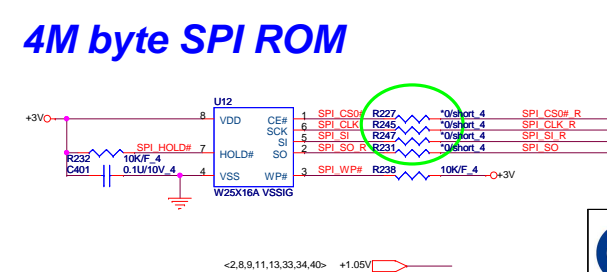 4M byte SPI ROM
U12
+3V
8 VDD CE# 1 SPI_CS0# R227 *0/short_4 SPI_CS0#_R
SCK 6 SPI_CLK R245 *0/short_4 SPI_CLK_R
SI 5 SPI_SI R247 *0/short_4 SPI_SI_R
SPI_HOLD# 7 HOLD# SO 2 SPI_SO_R R231 *0/short_4 SPI_SO
R232 10K/F_4
C401 0.1U/10V_4 4 VSS WP# 3 SPI_WP# R238 10K/F_4 +3V
W25X16A VSSIG
<2,8,9,11,13,33,34,40> +1.05V